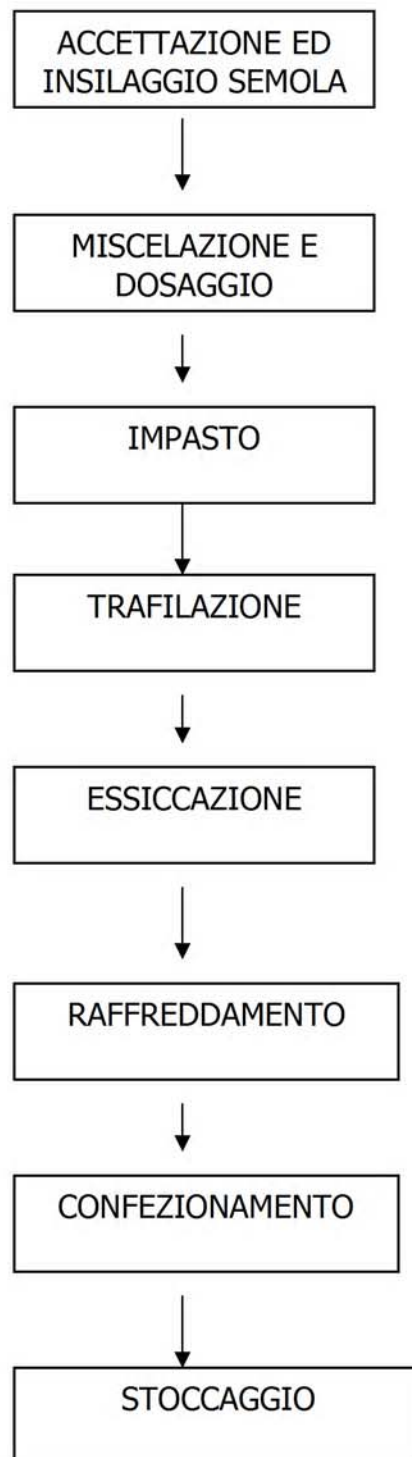 ACCETTAZIONE ED
INSILAGGIO SEMOLA
MISCELAZIONE E
DOSAGGIO
IMPASTO
TRAFILAZIONE
ESSICCAZIONE
RAFFREDDAMENTO
CONFEZIONAMENTO
STOCCAGGIO